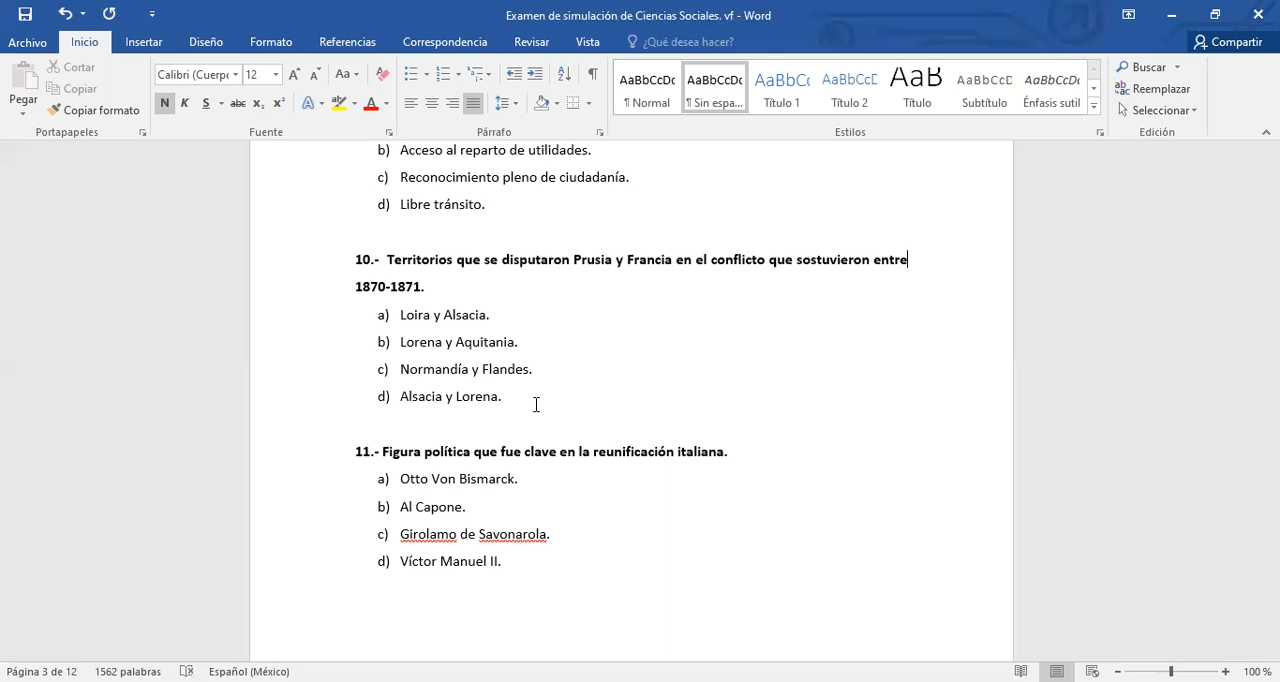 Examen de simulación de Ciencias Sociales. vf - Word
Archivo Inicio Insertar Diseño Formato Referencias Correspondencia Revisar Vista ¿Qué desea hacer? Compartir
Pegar
Cortar
Copiar
Copiar formato
Portapapeles
Calibri (Cuerpo 12
N K S abc x₂ x²
Fuente
Párrafo
AaBbCcDc AaBbCcDc AaBbCc AaBbCcD AaB AaBbCcD AaBbCcDc
¶ Normal ¶ Sin espa... Título 1 Título 2 Título Subtítulo Énfasis sutil
Estilos
Buscar
Reemplazar
Seleccionar
Edición
b) Acceso al reparto de utilidades.
c) Reconocimiento pleno de ciudadanía.
d) Libre tránsito.
10.- Territorios que se disputaron Prusia y Francia en el conflicto que sostuvieron entre
1870-1871.
a) Loira y Alsacia.
b) Lorena y Aquitania.
c) Normandía y Flandes.
d) Alsacia y Lorena.
11.- Figura política que fue clave en la reunificación italiana.
a) Otto Von Bismarck.
b) Al Capone.
c) Girolamo de Savonarola.
d) Víctor Manuel II.
Página 3 de 12 1562 palabras Español (México) 100 %